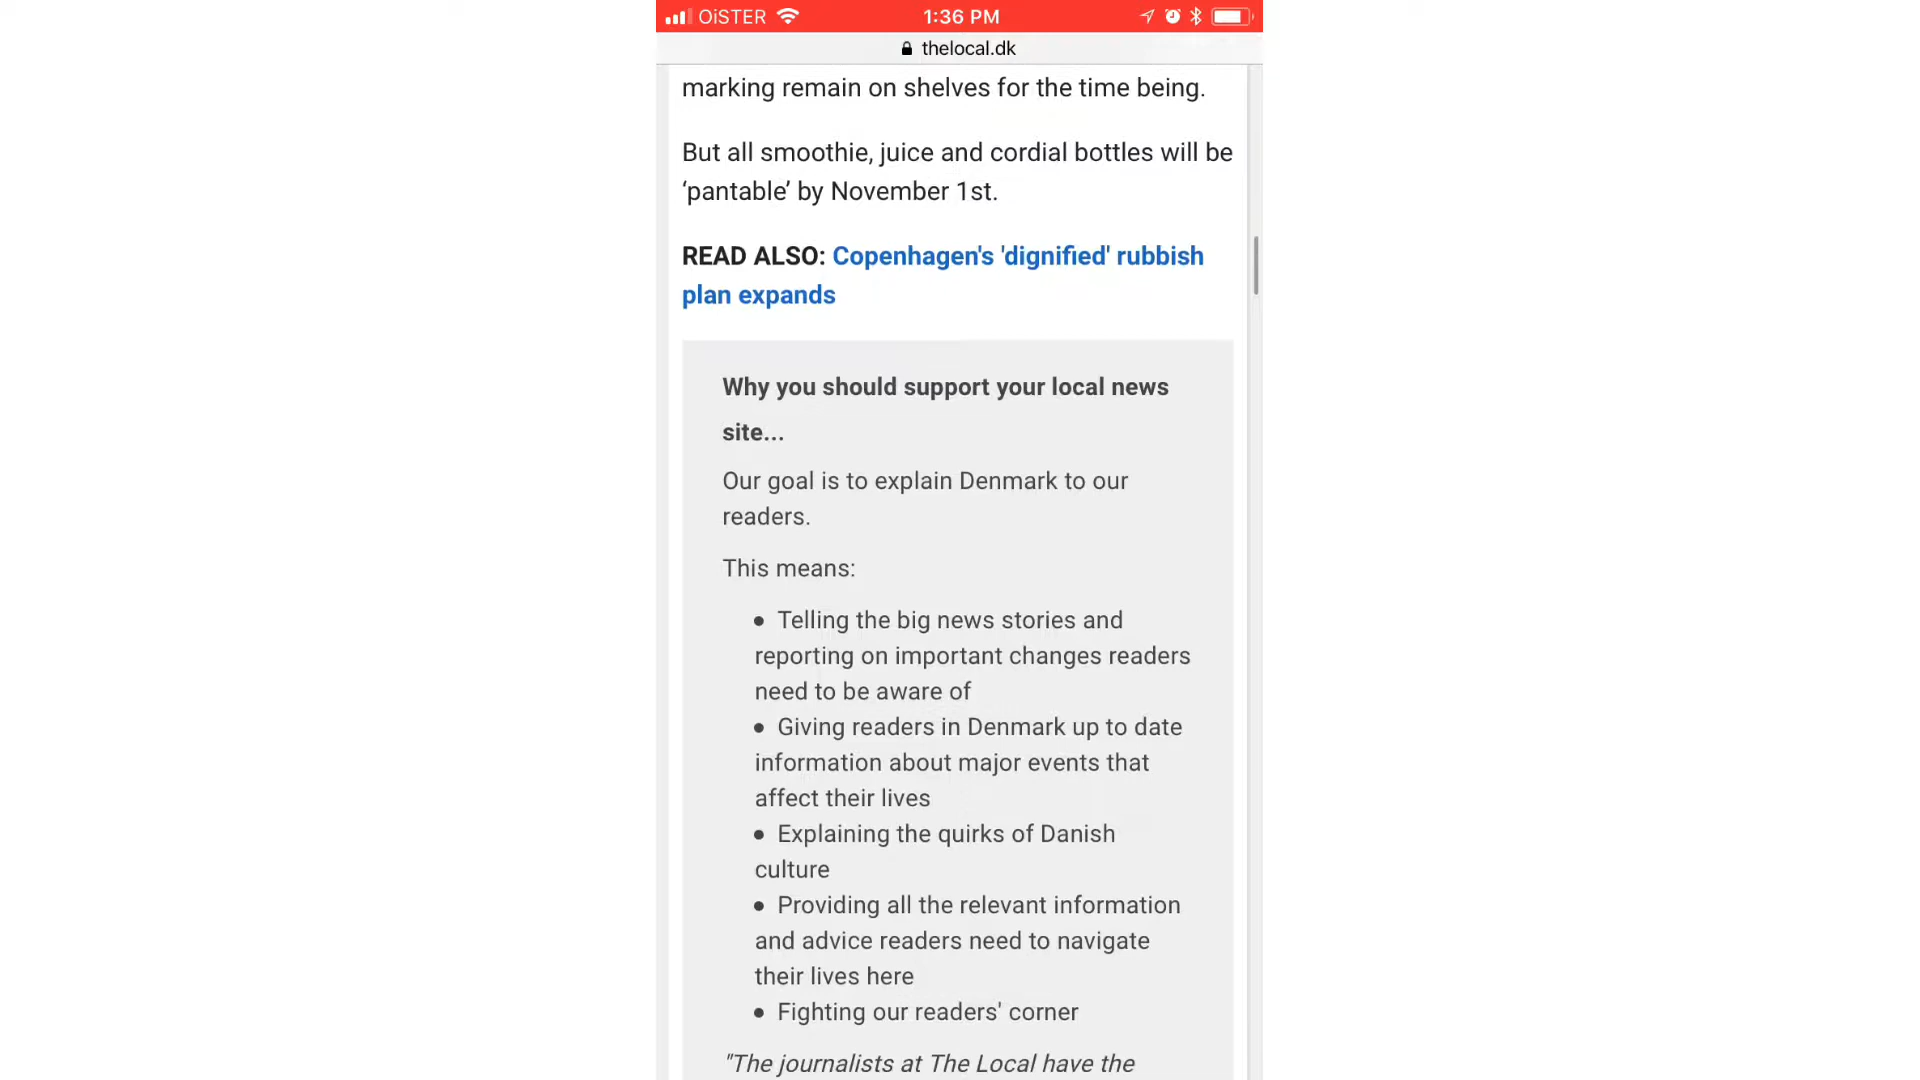 OiSTER 1:36 PM
thelocal.dk
marking remain on shelves for the time being.
But all smoothie, juice and cordial bottles will be
‘pantable’ by November 1st.
READ ALSO: Copenhagen's 'dignified' rubbish
plan expands
Why you should support your local news
site...
Our goal is to explain Denmark to our
readers.
This means:
• Telling the big news stories and
reporting on important changes readers
need to be aware of
• Giving readers in Denmark up to date
information about major events that
affect their lives
• Explaining the quirks of Danish
culture
• Providing all the relevant information
and advice readers need to navigate
their lives here
• Fighting our readers' corner
"The journalists at The Local have the